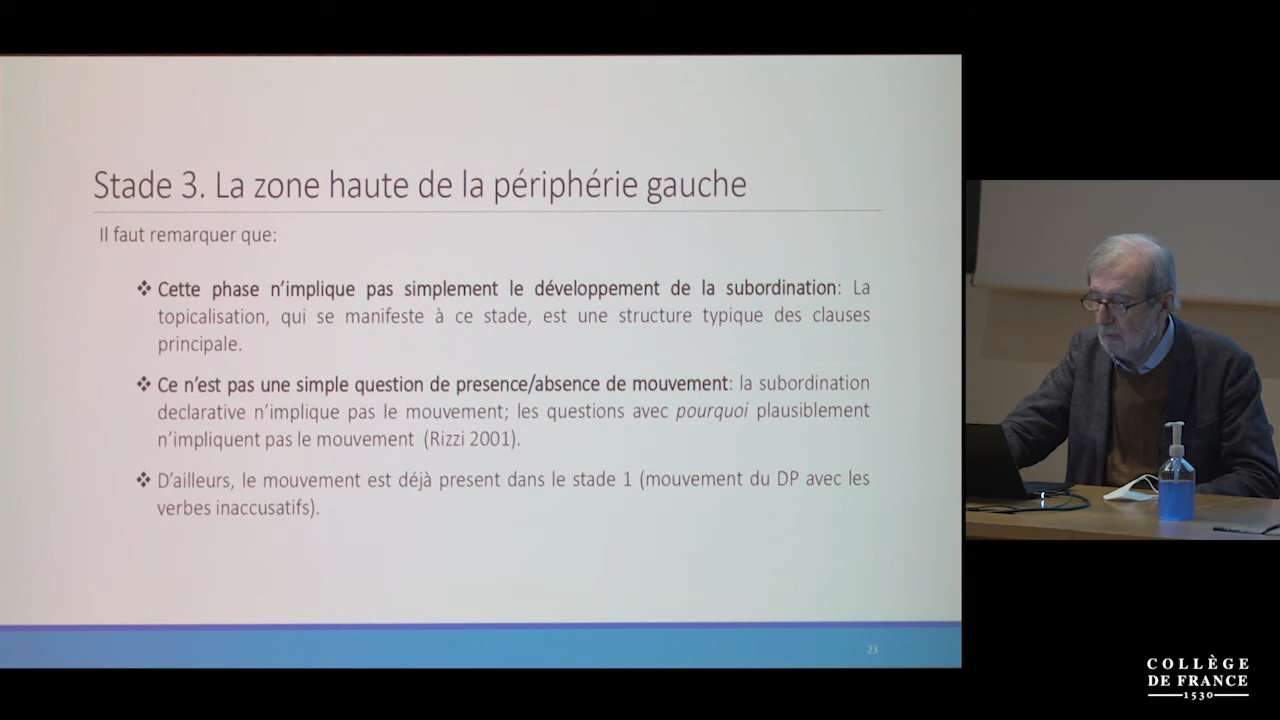 Stade 3. La zone haute de la périphérie gauche
Il faut remarquer que:
❖ Cette phase n'implique pas simplement le développement de la subordination: La
topicalisation, qui se manifeste à ce stade, est une structure typique des clauses
principale.
❖ Ce n'est pas une simple question de presence/absence de mouvement: la subordination
declarative n'implique pas le mouvement; les questions avec pourquoi plausiblement
n'impliquent pas le mouvement (Rizzi 2001).
❖ D'ailleurs, le mouvement est déjà present dans le stade 1 (mouvement du DP avec les
verbes inaccusatifs).
23
COLLÈGE
DE FRANCE
1530